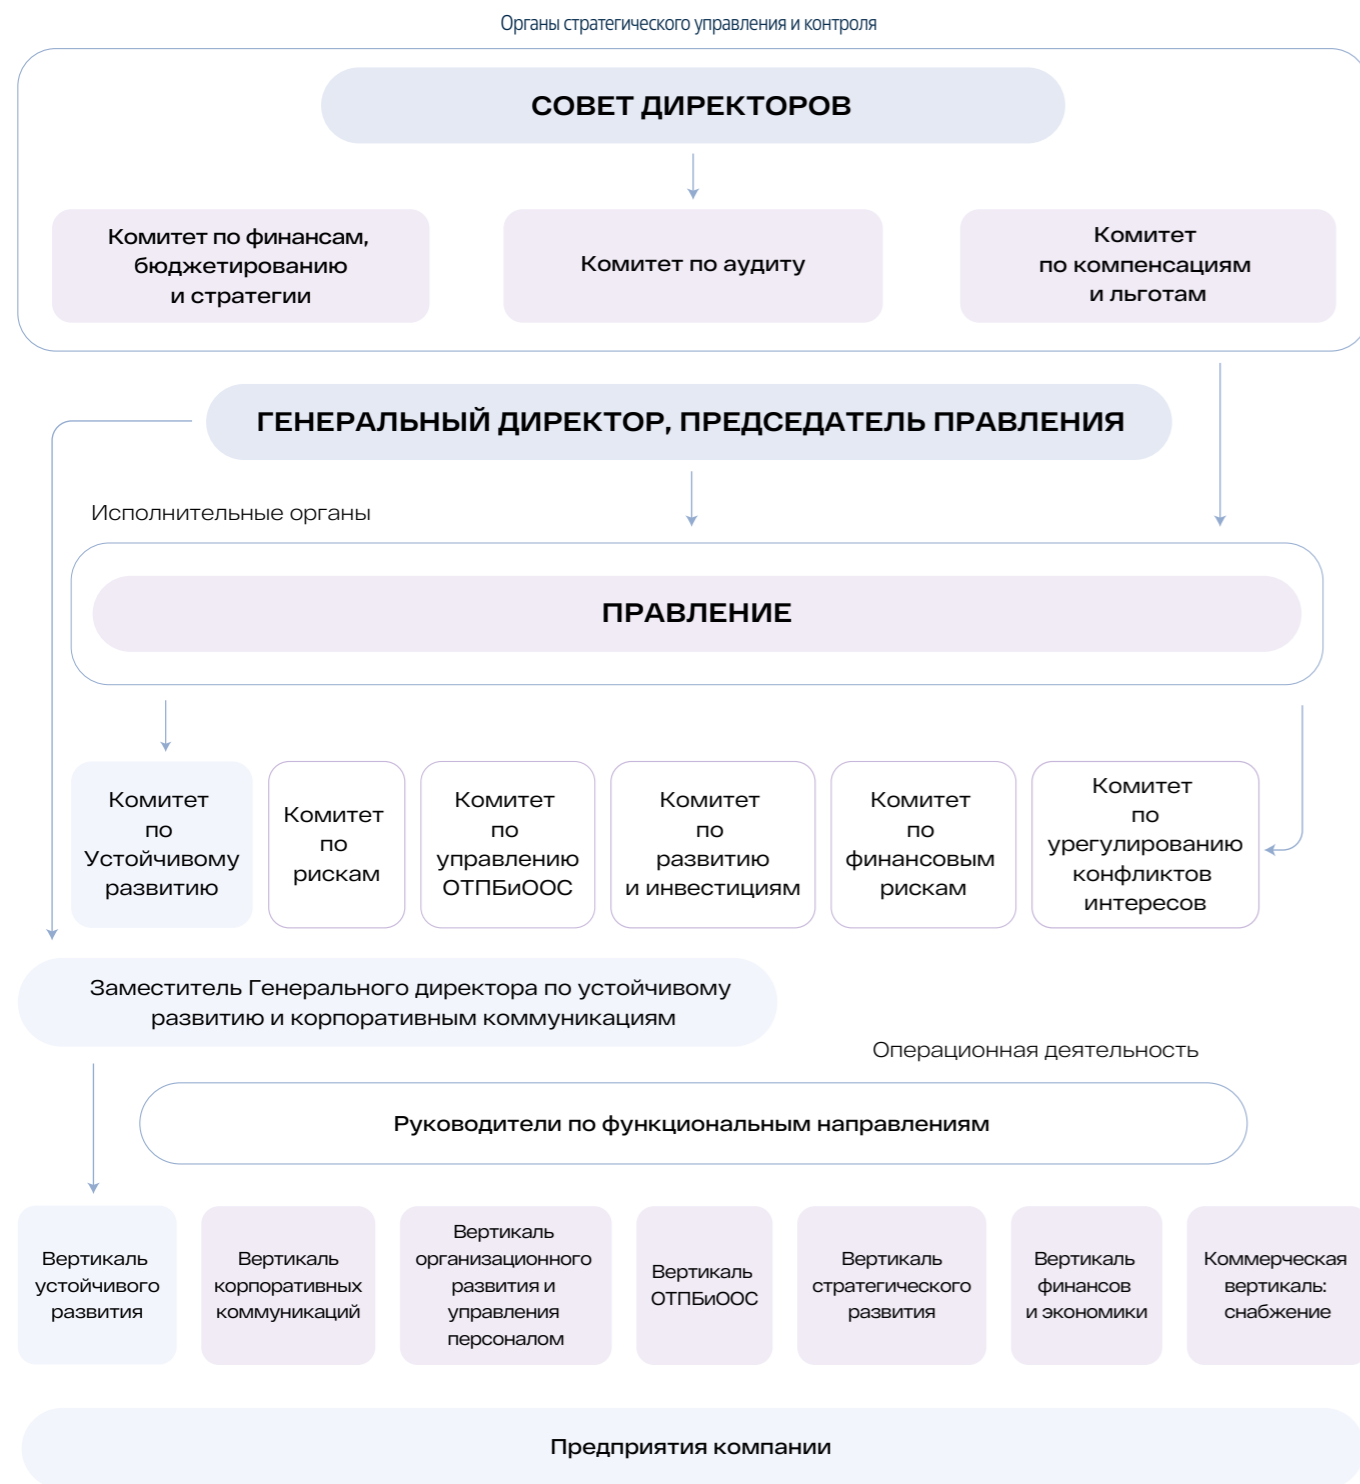 Органы стратегического управления и контроля
СОВЕТ ДИРЕКТОРОВ
Комитет по финансам,
бюджетированию
и стратегии
Комитет по аудиту
Комитет
по компенсациям
и льготам
ГЕНЕРАЛЬНЫЙ ДИРЕКТОР, ПРЕДСЕДАТЕЛЬ ПРАВЛЕНИЯ
Исполнительные органы
ПРАВЛЕНИЕ
Комитет
по
Устойчивому
развитию
Комитет
по
рискам
Комитет
по
управлению
ОТПБиООС
Комитет
по
развитию
и инвестициям
Комитет
по
финансовым
рискам
Комитет
по
урегулированию
конфликтов
интересов
Заместитель Генерального директора по устойчивому
развитию и корпоративным коммуникациям
Операционная деятельность
Руководители по функциональным направлениям
Вертикаль
устойчивого
развития
Вертикаль
корпоративных
коммуникаций
Вертикаль
организационного
развития и
управления
персоналом
Вертикаль
ОТПБиООС
Вертикаль
стратегического
развития
Вертикаль
финансов
и экономики
Коммерческая
вертикаль:
снабжение
Предприятия компании